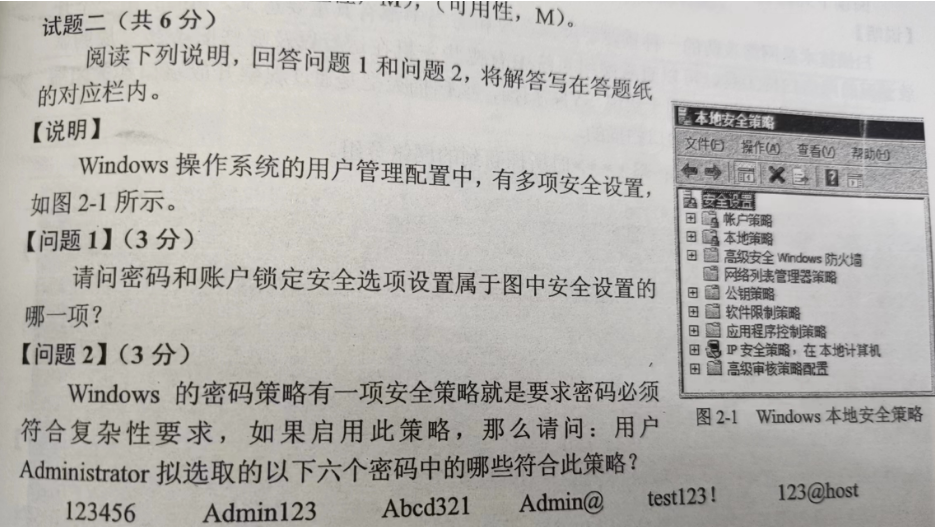 M），（可用性，M）。
试题二（共 6 分）
阅读下列说明，回答问题 1 和问题 2，将解答写在答题纸
的对应栏内。
【说明】
Windows 操作系统的用户管理配置中，有多项安全设置，
如图 2-1 所示。
【问题 1】（3 分）
请问密码和账户锁定安全选项设置属于图中安全设置的
哪一项？
【问题 2】（3 分）
Windows 的密码策略有一项安全策略就是要求密码必须
符合复杂性要求，如果启用此策略，那么请问：用户
Administrator 拟选取的以下六个密码中的哪些符合此策略？
123456 Admin123 Abcd321 Admin@ test123！ 123@host
本地安全策略
文件(F) 操作(A) 查看(V) 帮助(H)
安全设置
帐户策略
本地策略
高级安全 Windows 防火墙
网络列表管理器策略
公钥策略
软件限制策略
应用程序控制策略
IP 安全策略，在 本地计算机
高级审核策略配置
图 2-1 Windows 本地安全策略